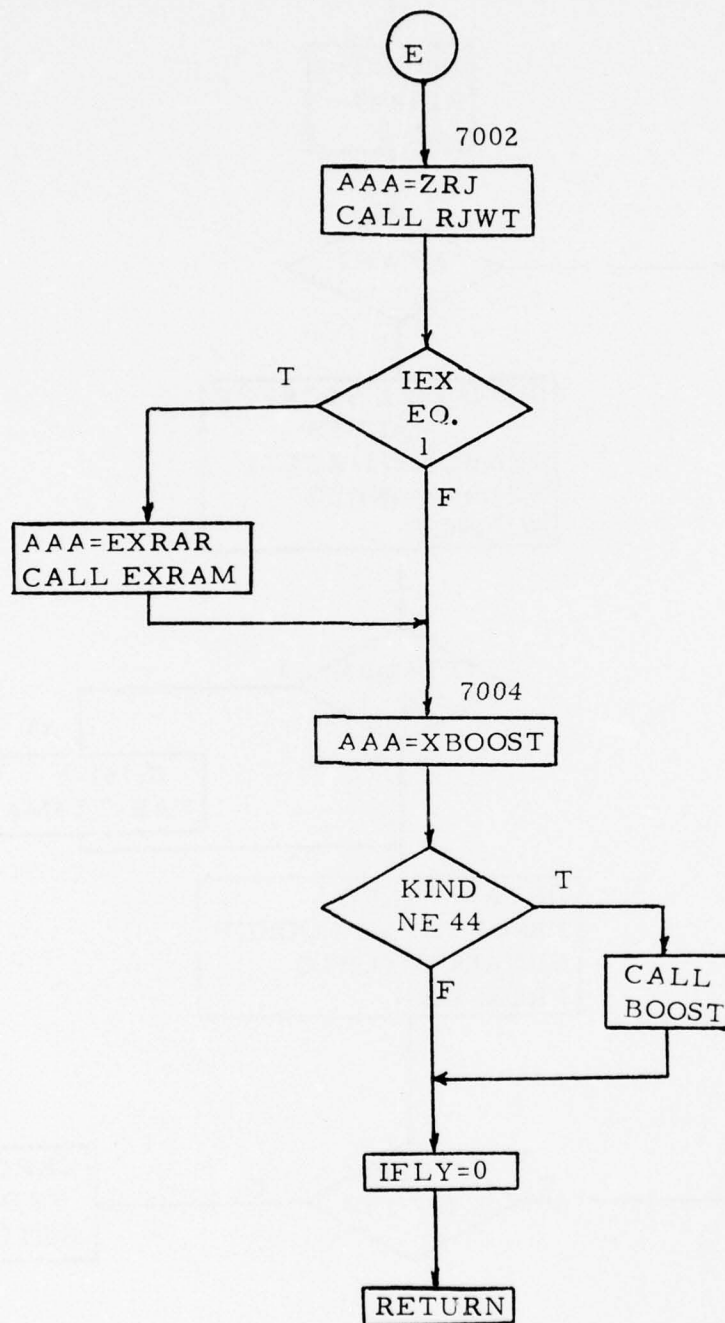 E
7002
AAA=ZRJ
CALL RJWT
T
IEX
EQ.
1
F
AAA=EXRAR
CALL EXRAM
7004
AAA=XBOOST
KIND
NE 44
T
F
CALL
BOOST
IFLY=0
RETURN